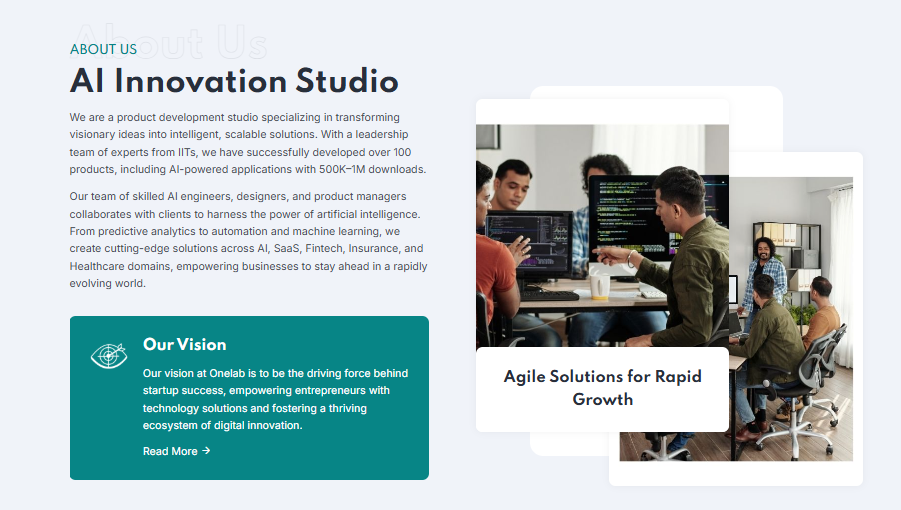 About Us
ABOUT US
AI Innovation Studio
We are a product development studio specializing in transforming
visionary ideas into intelligent, scalable solutions. With a leadership
team of experts from IITs, we have successfully developed over 100
products, including AI-powered applications with 500K–1M downloads.
Our team of skilled AI engineers, designers, and product managers
collaborates with clients to harness the power of artificial intelligence.
From predictive analytics to automation and machine learning, we
create cutting-edge solutions across AI, SaaS, Fintech, Insurance, and
Healthcare domains, empowering businesses to stay ahead in a rapidly
evolving world.
Our Vision
Our vision at Onelab is to be the driving force behind
startup success, empowering entrepreneurs with
technology solutions and fostering a thriving
ecosystem of digital innovation.
Read More →
Agile Solutions for Rapid
Growth